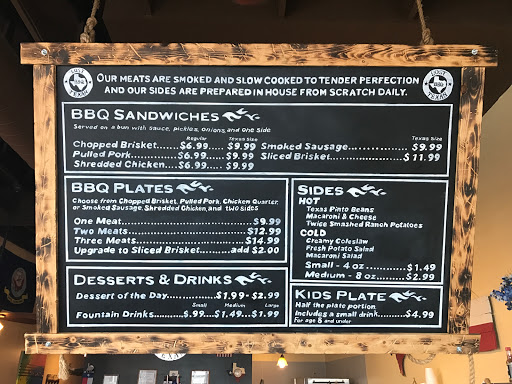 LOST TEXAN BBQ
OUR MEATS ARE SMOKED AND SLOW COOKED TO TENDER PERFECTION
AND OUR SIDES ARE PREPARED IN HOUSE FROM SCRATCH DAILY.
LOST TEXAN BBQ
BBQ SANDWICHES
Served on a bun with sauce, pickles, onions, and one side
Regular Texas Size
Chopped Brisket......$6.99..... $9.99
Pulled Pork..............$6.99..... $9.99
Shredded Chicken....$6.99.... $9.99
Texas Size
Smoked Sausage...............$9.99
Sliced Brisket.................$11.99
BBQ PLATES
Choose from Chopped Brisket, Pulled Pork, Chicken Quarter,
or Smoked Sausage, Shredded Chicken, and two sides
One Meat..............................$9.99
Two Meats............................$12.99
Three Meats.........................$14.99
Upgrade to Sliced Brisket.........add $2.00
DESSERTS & DRINKS
Dessert of the Day...........$1.99-$2.99
Small Medium Large
Fountain Drinks......$.99....$1.49...$1.99
SIDES
HOT
Texas Pinto Beans
Macaroni & Cheese
Twice Smashed Ranch Potatoes
COLD
Creamy Coleslaw
Fresh Potato Salad
Macaroni Salad
Small - 4 oz .............$1.49
Medium - 8 oz..........$2.99
KIDS PLATE
Half the plate portion
Includes a small drink........$4.99
For age 8 and under